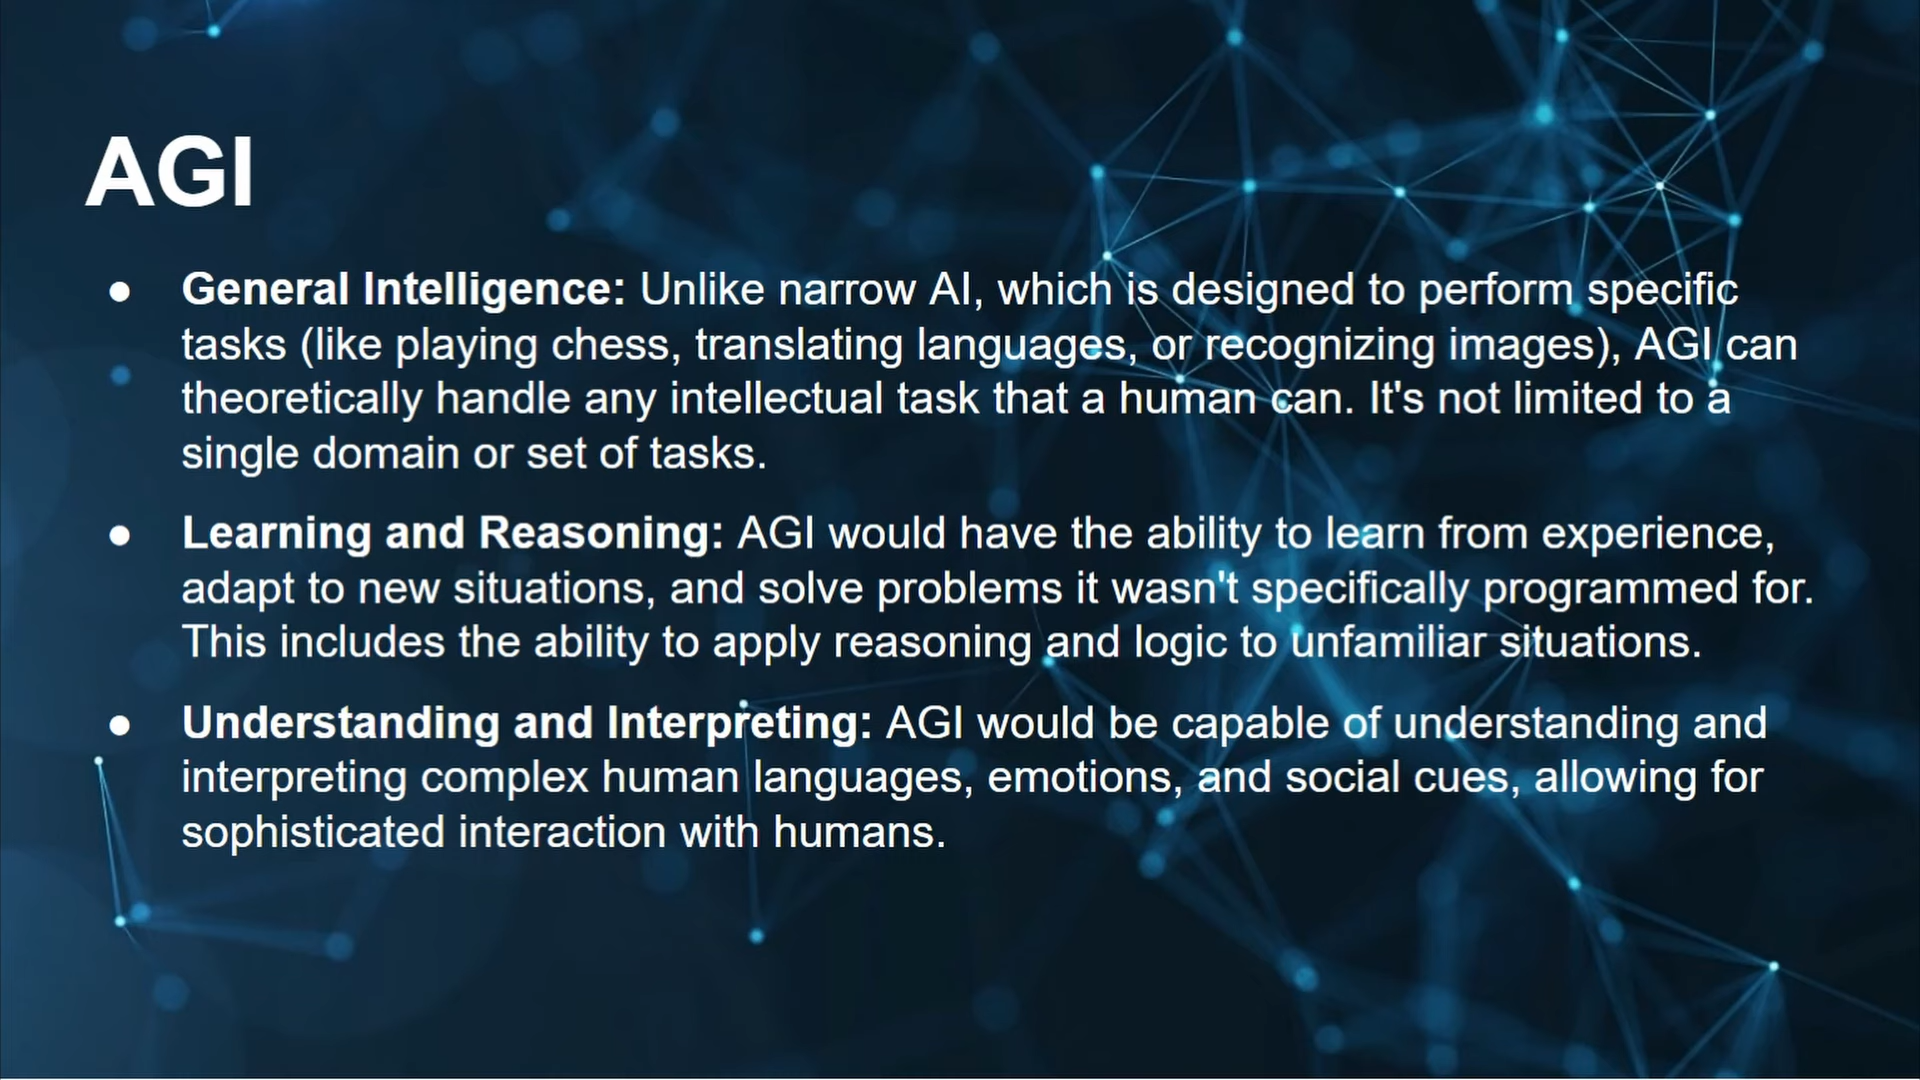 AGI
● General Intelligence: Unlike narrow AI, which is designed to perform specific
tasks (like playing chess, translating languages, or recognizing images), AGI can
theoretically handle any intellectual task that a human can. It's not limited to a
single domain or set of tasks.
● Learning and Reasoning: AGI would have the ability to learn from experience,
adapt to new situations, and solve problems it wasn't specifically programmed for.
This includes the ability to apply reasoning and logic to unfamiliar situations.
● Understanding and Interpreting: AGI would be capable of understanding and
interpreting complex human languages, emotions, and social cues, allowing for
sophisticated interaction with humans.